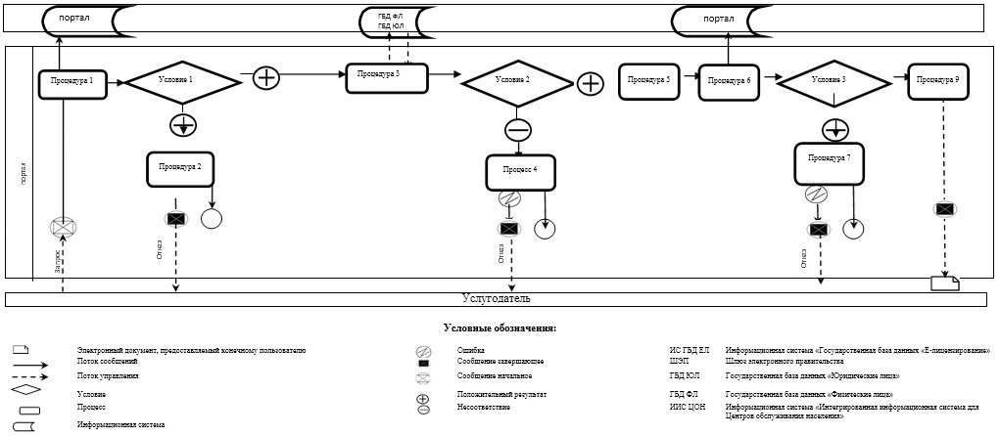 портал
ГБД ФЛ
ГБД ЮЛ
портал
Процедура 1
Условие 1
Процедура 3
Условие 2
Процедура 5
Процедура 6
Условие 3
Процедура 9
портал
Процедура 2
Процесс 4
Процедура 7
Запрос
Отказ
Отказ
Отказ
Услугодатель
Условные обозначения:
Электронный документ, предоставляемый конечному пользователю
Поток сообщений
Поток управления
Условие
Процесс
Информационная система
Ошибка
Сообщение завершающее
Сообщение начальное
Положительный результат
Несоответствие
ИС ГБД ЕЛ Информационная система «Государственная база данных «Е-лицензирование»
ШЭП Шлюз электронного правительства
ГБД ЮЛ Государственная база данных «Юридические лица»
ГБД ФЛ Государственная база данных «Физические лица»
ИИС ЦОН Информационная система «Интегрированная информационная система для
Центров обслуживания населения»